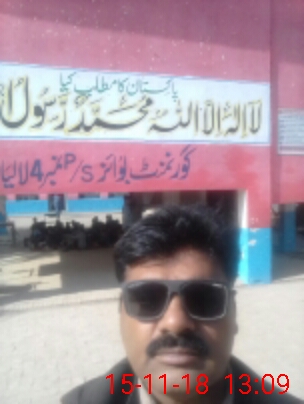 پاکستان کا مطلب کیا
لا الہ الا اللہ محمد رسول
گورنمنٹ بوائز P/S نمبر 4 لالیا
15-11-18 13:09